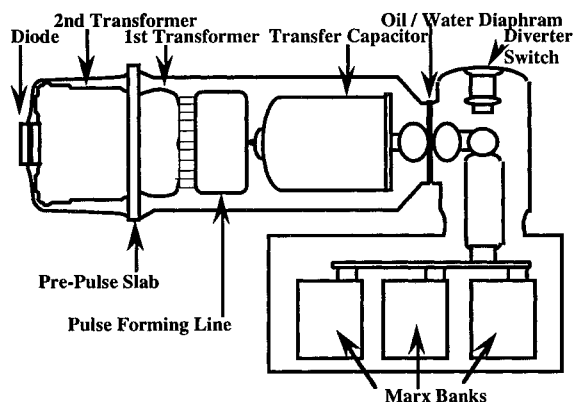 Oil / Water Diaphram
2nd Transformer
Diode
1st Transformer
Transfer Capacitor
Diverter
Switch
Pre-Pulse Slab
Pulse Forming Line
Marx Banks